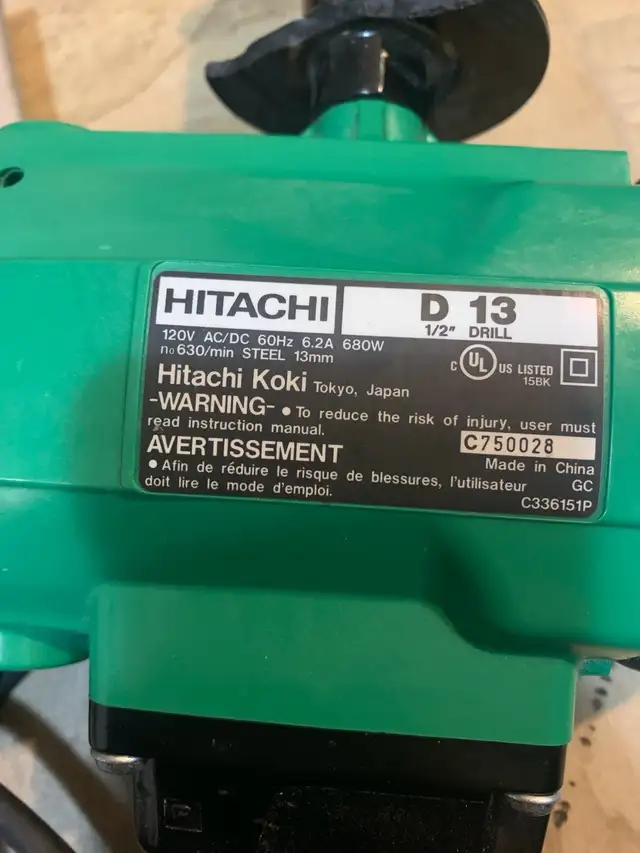 HITACHI
D 13
1/2" DRILL
120V AC/DC 60Hz 6.2A 680W
no630/min STEEL 13mm
C UL US LISTED
15BK
Hitachi Koki Tokyo, Japan
-WARNING- ● To reduce the risk of injury, user must
read instruction manual.
C750028
AVERTISSEMENT
Made in China
● Afin de réduire le risque de blessures, l'utilisateur
GC
doit lire le mode d'emploi.
C336151P